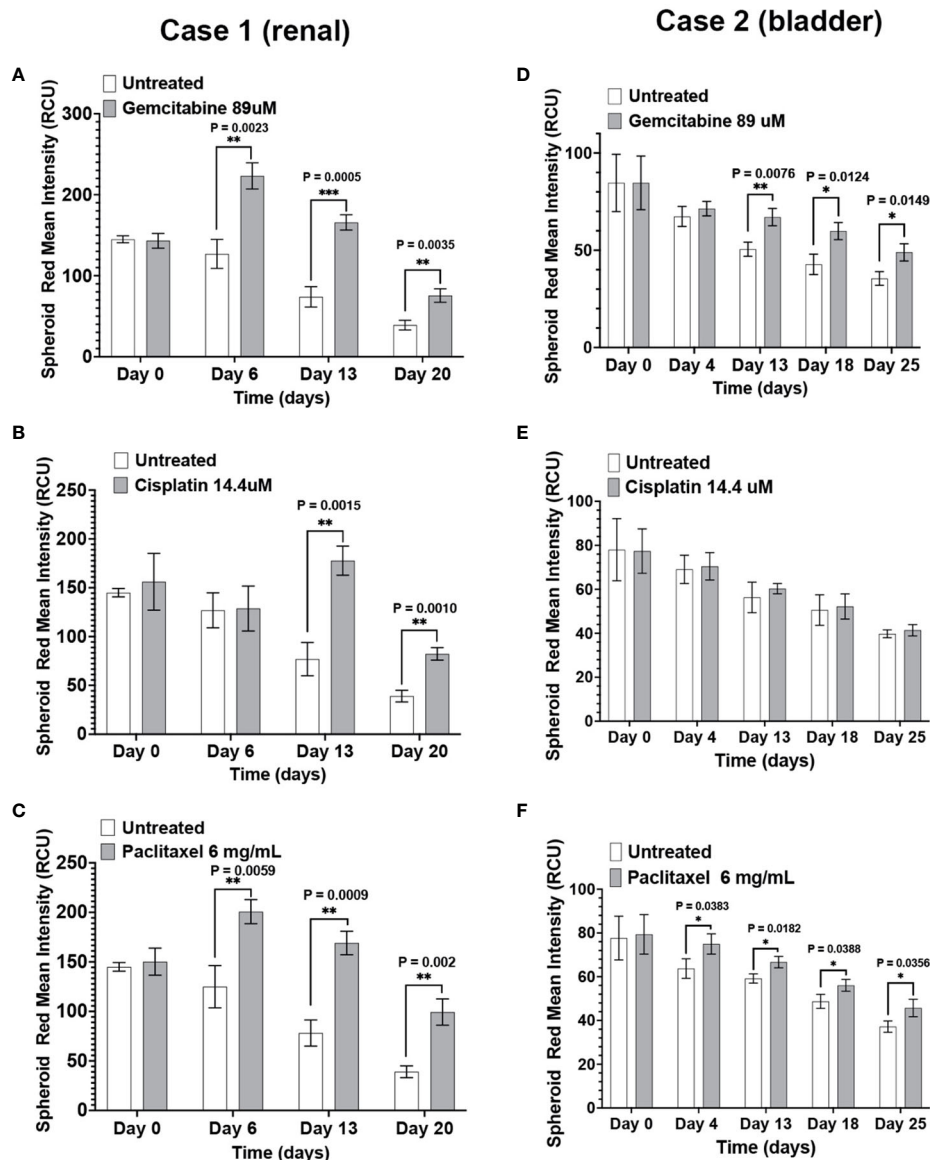 Case 1 (renal)
Case 2 (bladder)
A
Untreated
Gemcitabine 89uM
Spheroid Red Mean Intensity (RCU)
300
200
100
0
P = 0.0023
**
P = 0.0005
***
P = 0.0035
**
Day 0 Day 6 Day 13 Day 20
Time (days)
B
Untreated
Cisplatin 14.4uM
Spheroid Red Mean Intensity (RCU)
250
200
150
100
50
0
P = 0.0015
**
P = 0.0010
**
Day 0 Day 6 Day 13 Day 20
Time (days)
C
Untreated
Paclitaxel 6 mg/mL
Spheroid Red Mean Intensity (RCU)
250
200
150
100
50
0
P = 0.0059
**
P = 0.0009
**
P = 0.002
**
Day 0 Day 6 Day 13 Day 20
Time (days)
D
Untreated
Gemcitabine 89 uM
Spheroid Red Mean Intensity (RCU)
100
50
0
P = 0.0076
**
P = 0.0124
*
P = 0.0149
*
Day 0 Day 4 Day 13 Day 18 Day 25
Time (days)
E
Untreated
Cisplatin 14.4 uM
Spheroid Red Mean Intensity (RCU)
100
80
60
40
20
0
Day 0 Day 4 Day 13 Day 18 Day 25
Time (days)
F
Untreated
Paclitaxel 6 mg/mL
Spheroid Red Mean Intensity (RCU)
100
80
60
40
20
0
P = 0.0383
*
P = 0.0182
*
P = 0.0388
*
P = 0.0356
*
Day 0 Day 4 Day 13 Day 18 Day 25
Time (days)